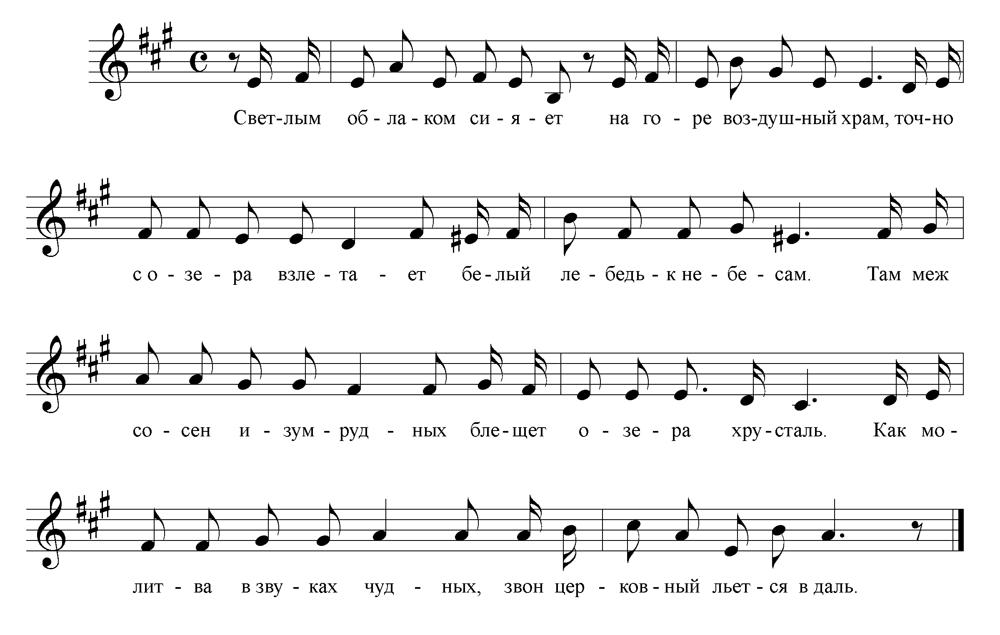 Свет-лым об - ла - ком си - я - ет на го - ре воз-душ-ный храм, точ-но
с о - зе - ра взле - та - ет бе - лый ле - бедь - к не - бе - сам. Там меж
со - сен и - зум - руд - ных бле - щет о - зе - ра хру - сталь. Как мо -
лит - ва в зву - ках чуд - ных, звон цер - ков - ный льет - ся в даль.